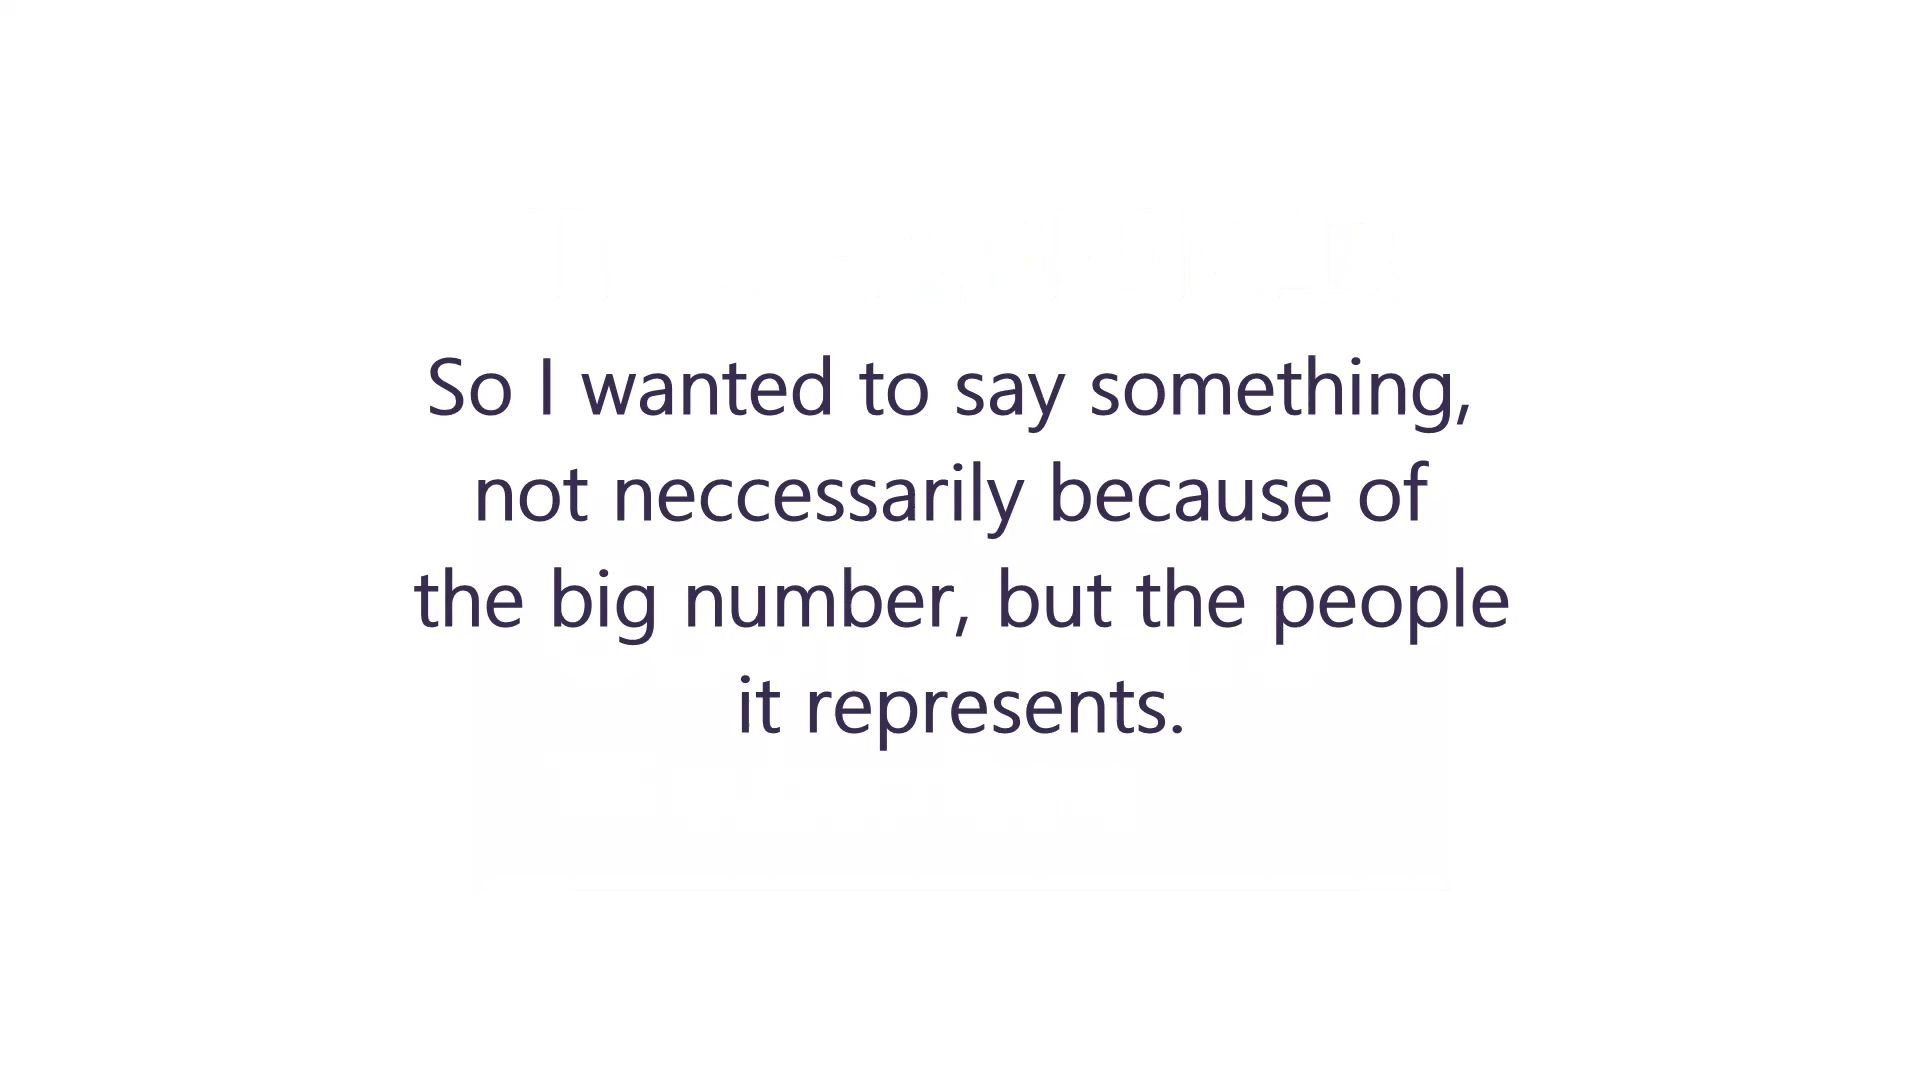 So I wanted to say something,
not neccessarily because of
the big number, but the people
it represents.